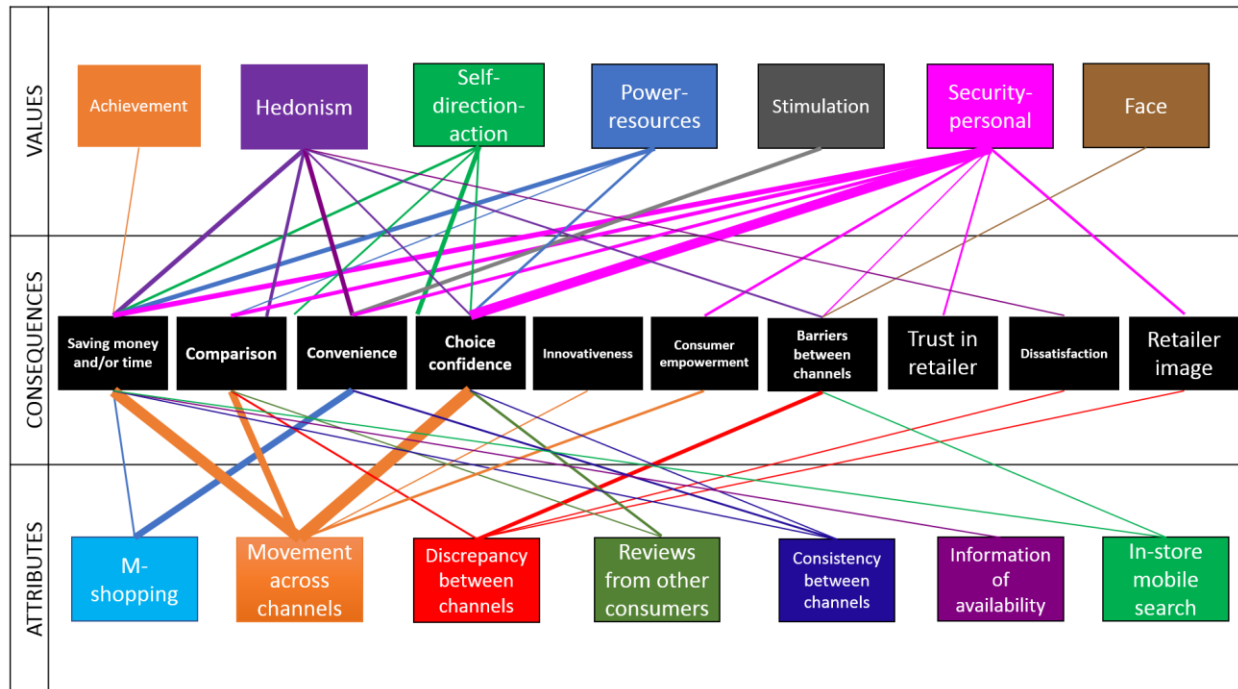 VALUES
Achievement
Hedonism
Self-
direction-
action
Power-
resources
Stimulation
Security-
personal
Face
CONSEQUENCES
Saving money
and/or time
Comparison
Convenience
Choice
confidence
Innovativeness
Consumer
empowerment
Barriers
between
channels
Trust in
retailer
Dissatisfaction
Retailer
image
ATTRIBUTES
M-
shopping
Movement
across
channels
Discrepancy
between
channels
Reviews
from other
consumers
Consistency
between
channels
Information
of
availability
In-store
mobile
search